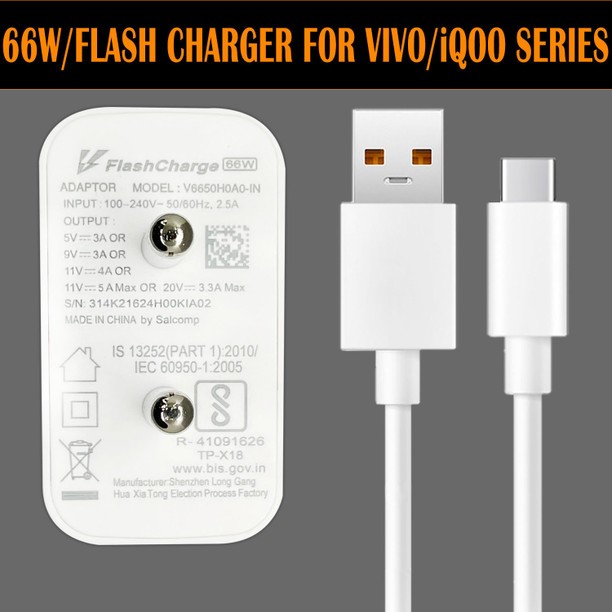 66W/FLASH CHARGER FOR VIVO/iQOO SERIES
FlashCharge 66W
ADAPTOR MODEL: V6650H0A0-IN
INPUT: 100-240V~ 50/60Hz, 2.5A
OUTPUT:
5V⎓3A OR
9V⎓3A OR
11V⎓4A OR
11V⎓5A Max OR 20V⎓3.3A Max
S/N: 314K21624H00KIA02
MADE IN CHINA by Salcomp
IS 13252(PART 1):2010/
IEC 60950-1:2005
R-41091626
TP-X18
www.bis.gov.in
Manufacturer:Shenzhen Long Gang
Hua Xia Tong Election Process Factory